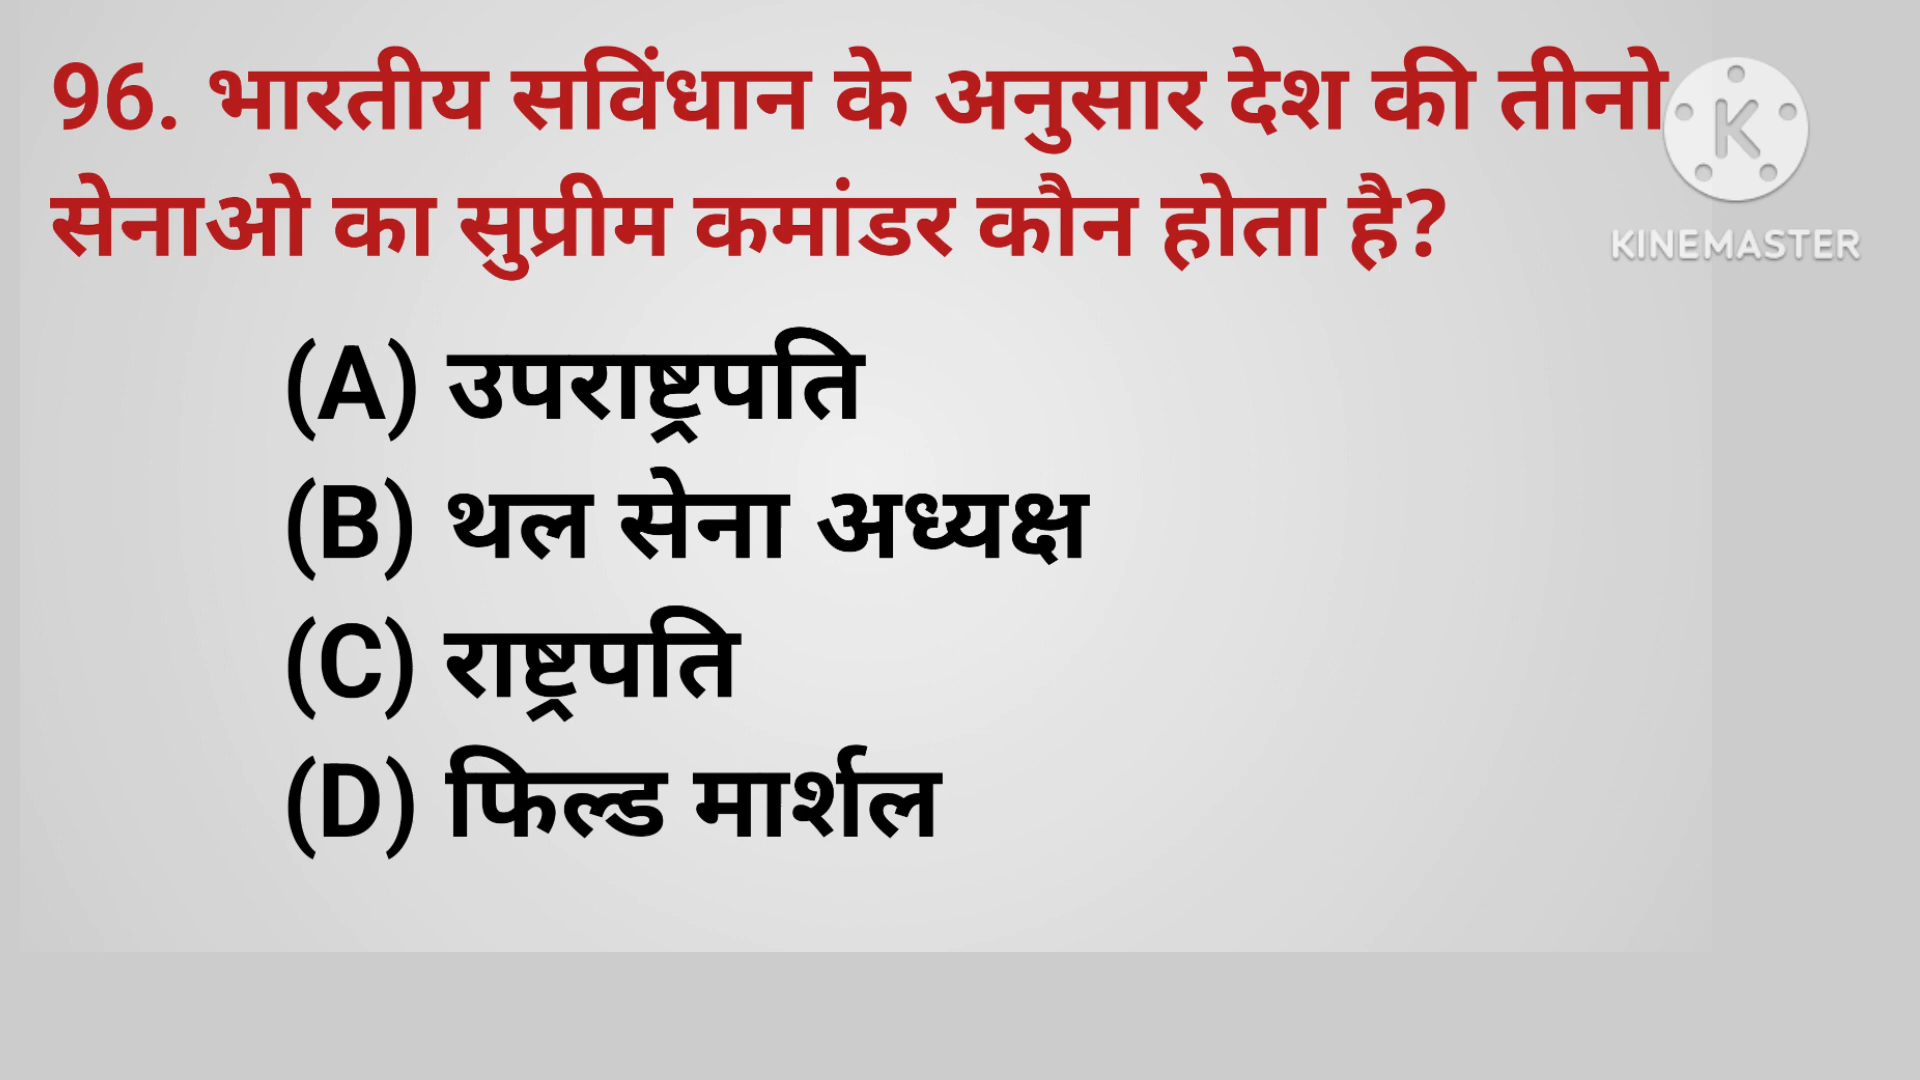 96. भारतीय सविंधान के अनुसार देश की तीनो
सेनाओ का सुप्रीम कमांडर कौन होता है?
K
KINEMASTER
(A) उपराष्ट्रपति
(B) थल सेना अध्यक्ष
(C) राष्ट्रपति
(D) फिल्ड मार्शल